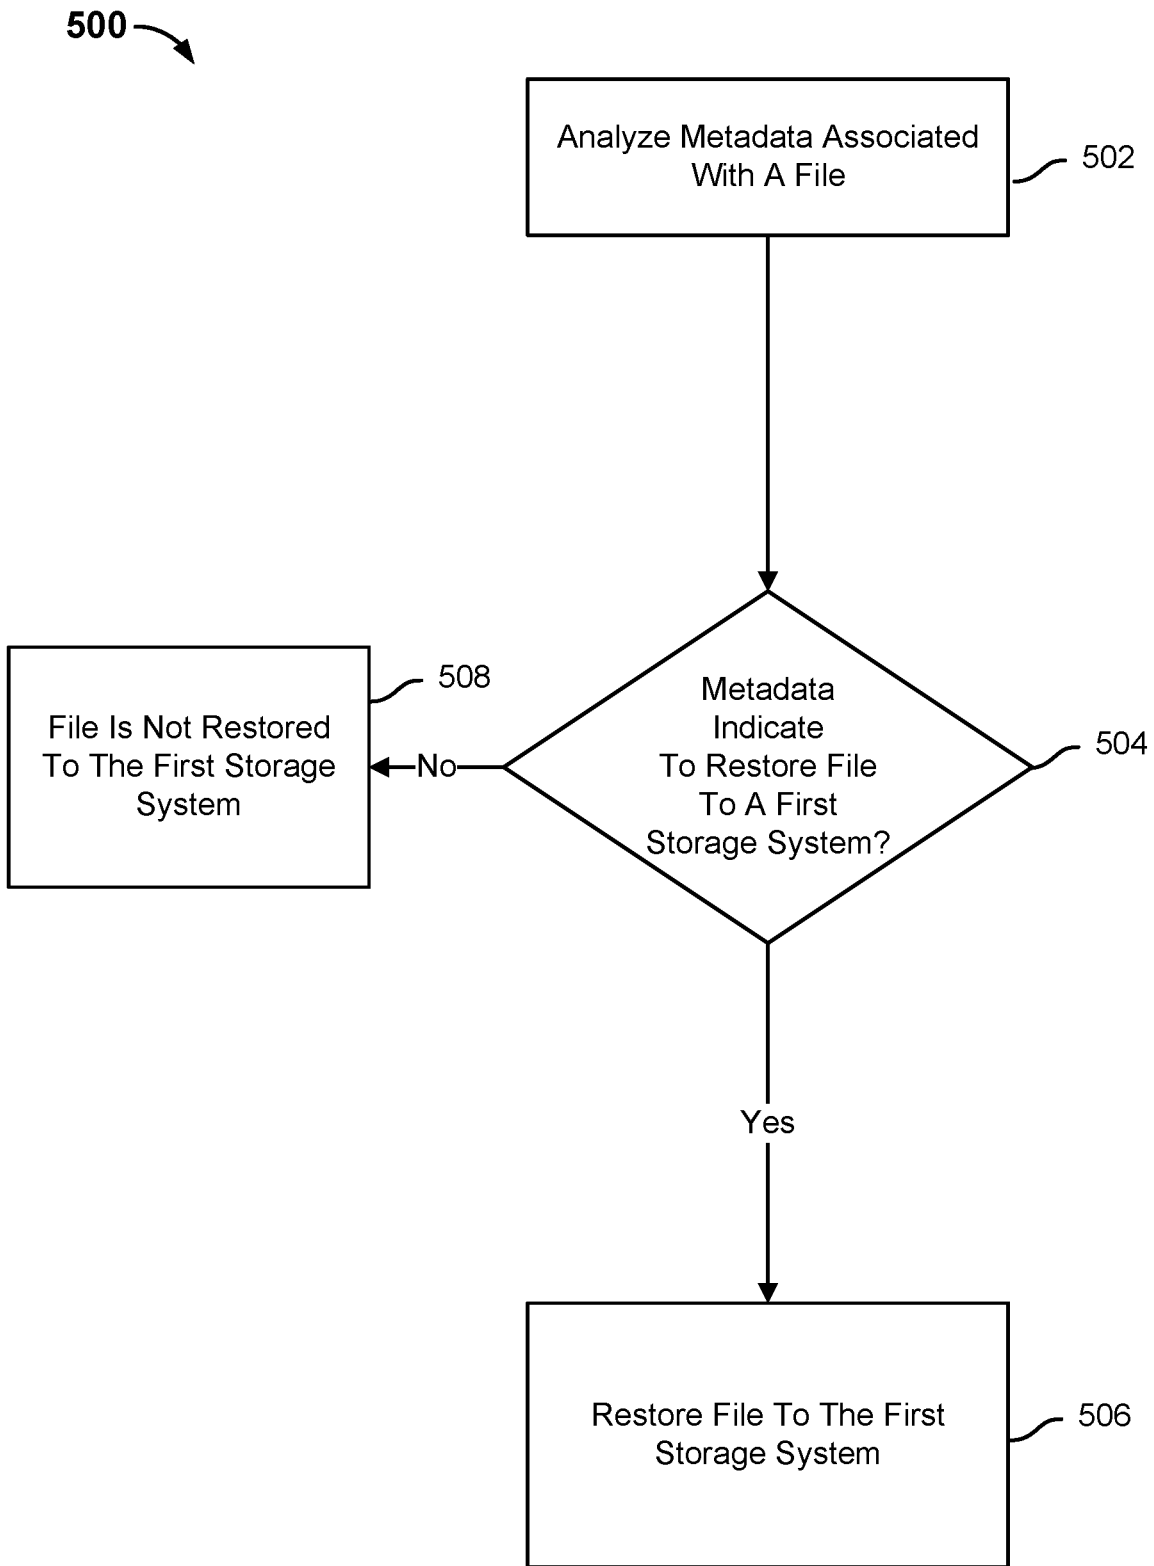 500
Analyze Metadata Associated
With A File
502
508
File Is Not Restored
To The First Storage
System
No
Metadata
Indicate
To Restore File
To A First
Storage System?
504
Yes
Restore File To The First
Storage System
506